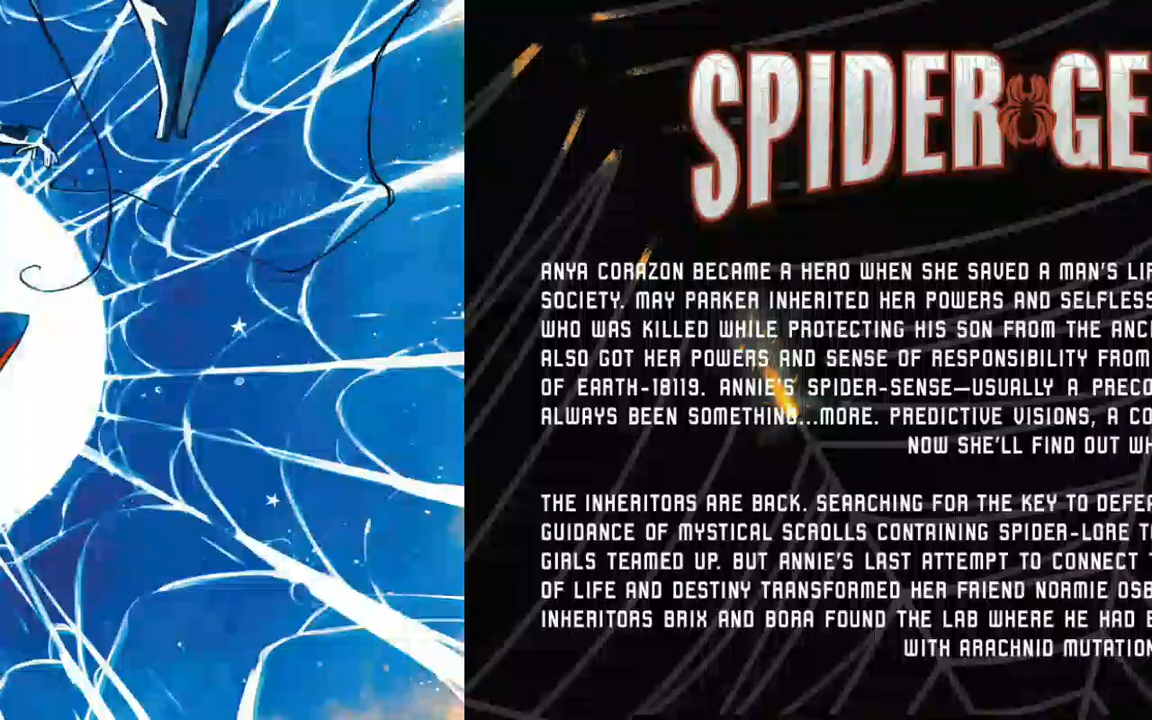 SPIDER GE
ANYA CORAZON BECAME A HERO WHEN SHE SAVED A MAN'S LIF
SOCIETY. MAY PARKER INHERITED HER POWERS AND SELFLESS
WHO WAS KILLED WHILE PROTECTING HIS SON FROM THE ANC
ALSO GOT HER POWERS AND SENSE OF RESPONSIBILITY FROM
OF EARTH-18119. ANNIE'S SPIDER-SENSE—USUALLY A PRECO
ALWAYS BEEN SOMETHING...MORE. PREDICTIVE VISIONS, A CO
NOW SHE'LL FIND OUT WH
THE INHERITORS ARE BACK. SEARCHING FOR THE KEY TO DEFEA
GUIDANCE OF MYSTICAL SCROLLS CONTAINING SPIDER-LORE T
GIRLS TEAMED UP. BUT ANNIE'S LAST ATTEMPT TO CONNECT T
OF LIFE AND DESTINY TRANSFORMED HER FRIEND NORMIE OSB
INHERITORS BRIX AND BORA FOUND THE LAB WHERE HE HAD B
WITH ARACHNID MUTATION